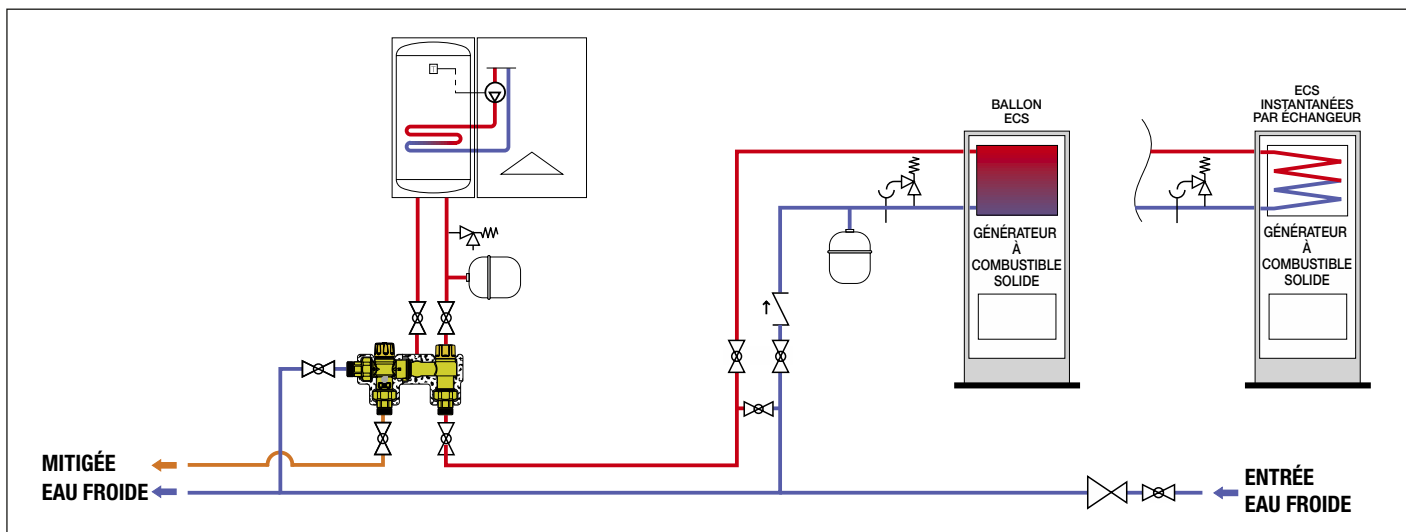 BALLON
ECS
ECS
INSTANTANÉES
PAR ÉCHANGEUR
T
GÉNÉRATEUR
À
COMBUSTIBLE
SOLIDE
GÉNÉRATEUR
À
COMBUSTIBLE
SOLIDE
MITIGÉE
EAU FROIDE
ENTRÉE
EAU FROIDE